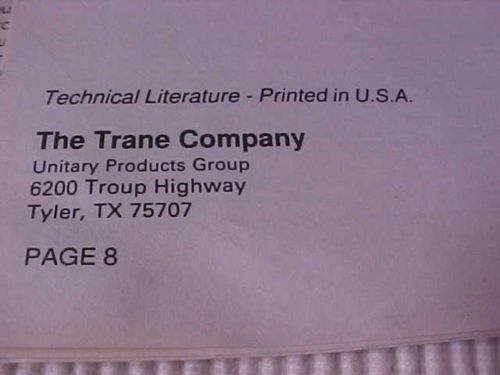 Technical Literature - Printed in U.S.A.
The Trane Company
Unitary Products Group
6200 Troup Highway
Tyler, TX 75707
PAGE 8